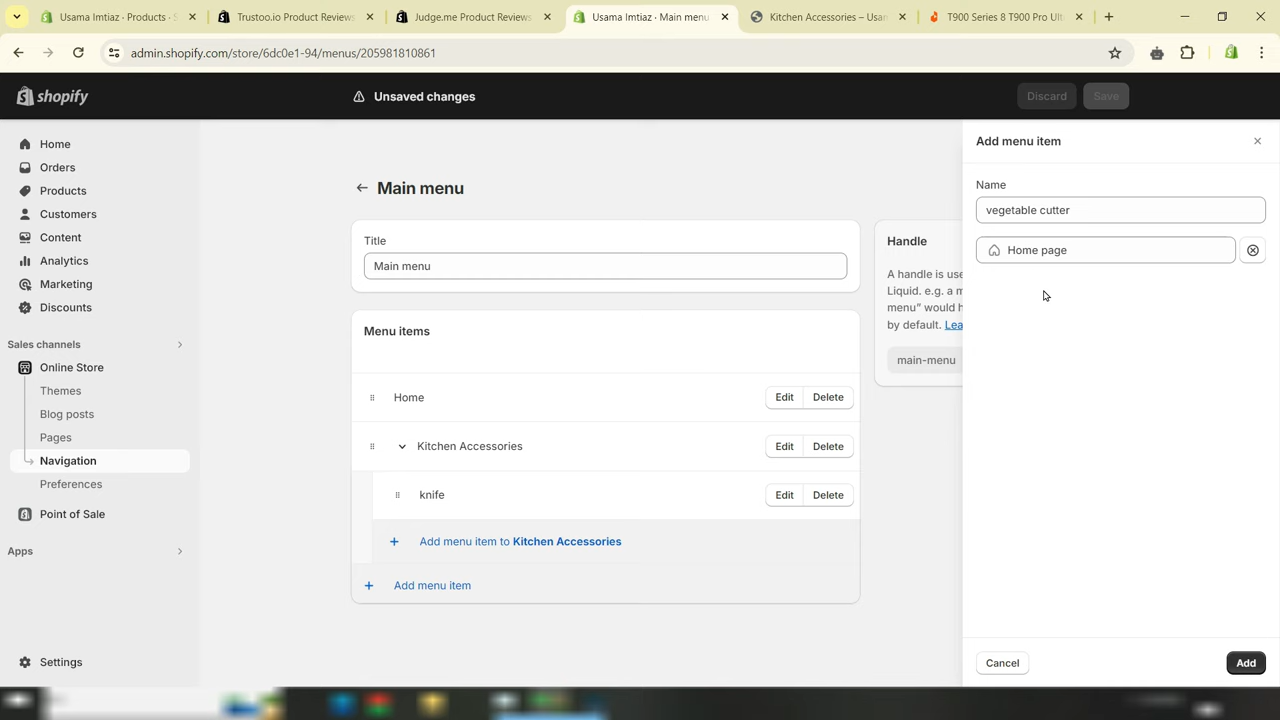 Usama Imtiaz · Products · S
Trustoo.io Product Reviews
Judge.me Product Reviews
Usama Imtiaz · Main menu
Kitchen Accessories – Usam
T900 Series 8 T900 Pro Ult
admin.shopify.com/store/6dc0e1-94/menus/205981810861
shopify
Unsaved changes
Discard
Save
Home
Orders
Products
Customers
Content
Analytics
Marketing
Discounts
Sales channels
Online Store
Themes
Blog posts
Pages
Navigation
Preferences
Point of Sale
Apps
Settings
Main menu
Title
Main menu
Menu items
Home
Edit
Delete
Kitchen Accessories
Edit
Delete
knife
Edit
Delete
Add menu item to Kitchen Accessories
Add menu item
Handle
A handle is use
Liquid. e.g. a m
menu” would h
by default. Lea
main-menu
Add menu item
Name
vegetable cutter
Home page
Cancel
Add